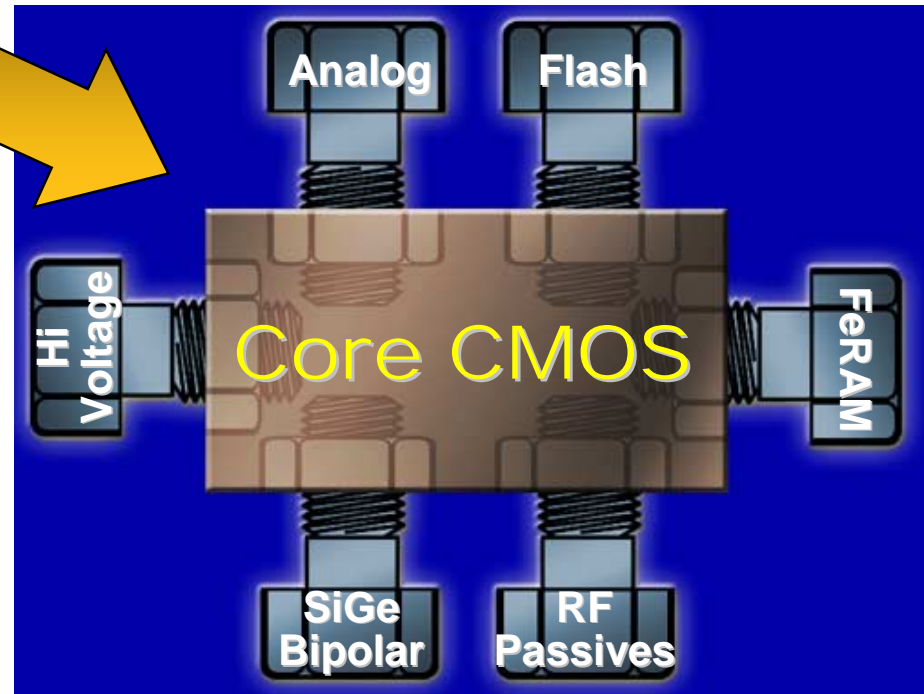 Analog
Flash
Hi
Voltage
Core CMOS
FeRAM
SiGe
Bipolar
RF
Passives